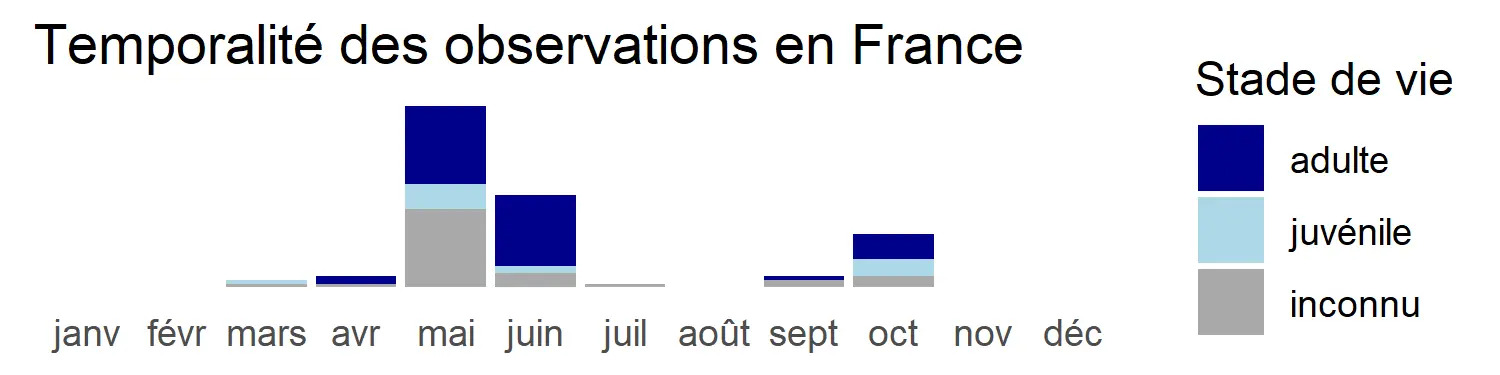 Temporalité des observations en France
Stade de vie
adulte
juvénile
inconnu
janv févr mars avr mai juin juil août sept oct nov déc